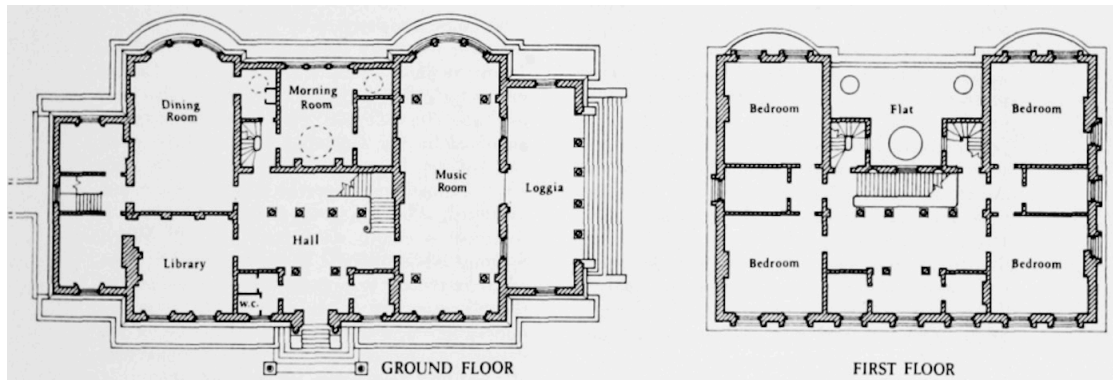 Dining
Room
Morning
Room
Music
Room
Loggia
Hall
Library
W.C.
GROUND FLOOR
Bedroom
Flat
Bedroom
Bedroom
Bedroom
FIRST FLOOR